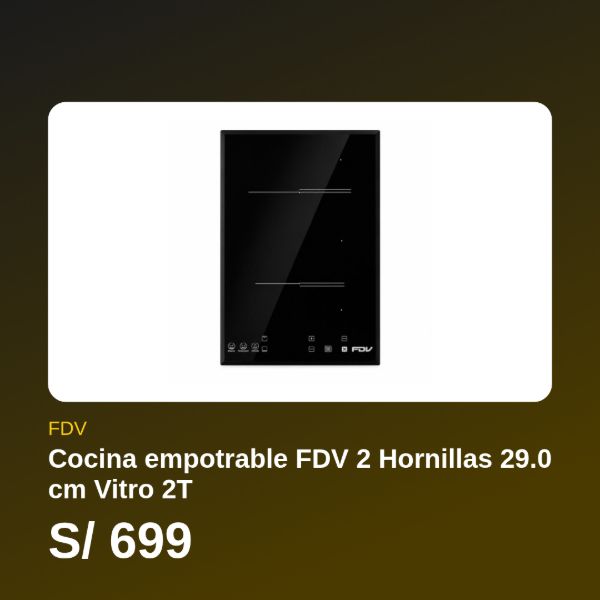 FDV
FDV
Cocina empotrable FDV 2 Hornillas 29.0
cm Vitro 2T
S/ 699